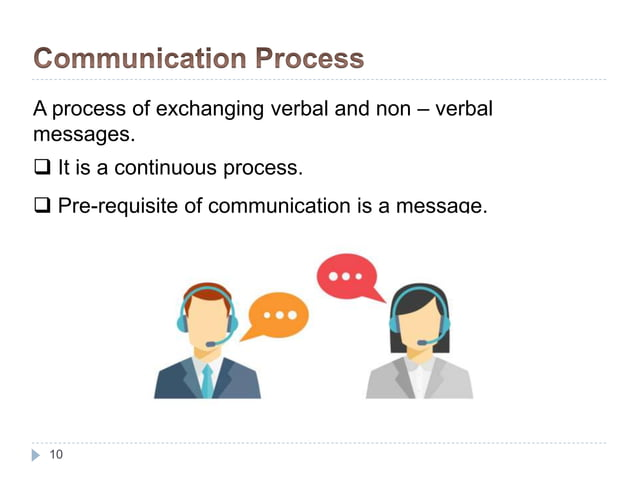 Communication Process
A process of exchanging verbal and non – verbal
messages.
❑ It is a continuous process.
❑ Pre-requisite of communication is a message.
10